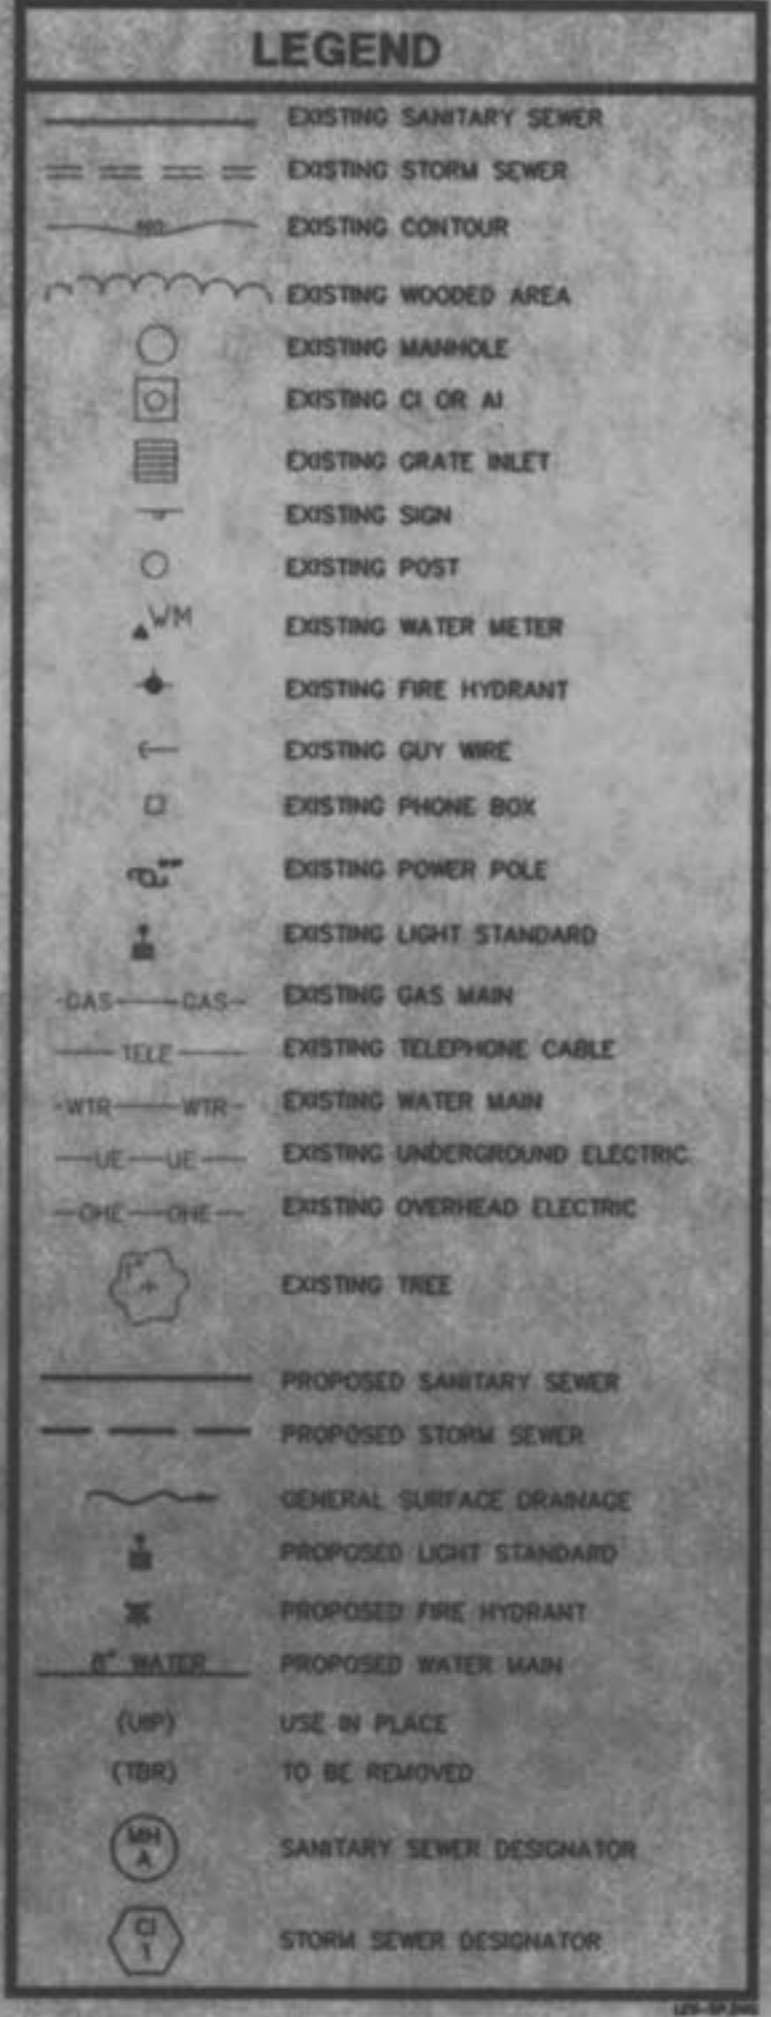 LEGEND
EXISTING SANITARY SEWER
EXISTING STORM SEWER
EXISTING CONTOUR
EXISTING WOODED AREA
EXISTING MANHOLE
EXISTING CI OR AI
EXISTING GRATE INLET
EXISTING SIGN
EXISTING POST
WM EXISTING WATER METER
EXISTING FIRE HYDRANT
EXISTING GUY WIRE
EXISTING PHONE BOX
EXISTING POWER POLE
EXISTING LIGHT STANDARD
GAS GAS EXISTING GAS MAIN
TELE EXISTING TELEPHONE CABLE
WTR WTR EXISTING WATER MAIN
UE UE EXISTING UNDERGROUND ELECTRIC
OHE OHE EXISTING OVERHEAD ELECTRIC
EXISTING TREE
PROPOSED SANITARY SEWER
PROPOSED STORM SEWER
GENERAL SURFACE DRAINAGE
PROPOSED LIGHT STANDARD
PROPOSED FIRE HYDRANT
8" WATER PROPOSED WATER MAIN
(UIP) USE IN PLACE
(TBR) TO BE REMOVED
MH
A
SANITARY SEWER DESIGNATOR
CI
1
STORM SEWER DESIGNATOR